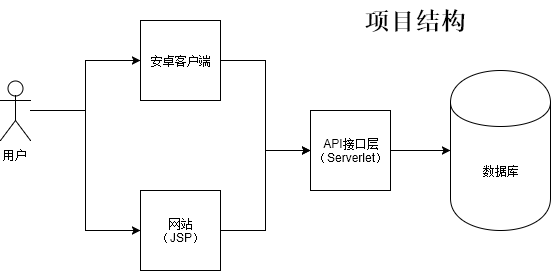 项目结构
安卓客户端
用户
API接口层
（Serverlet）
数据库
网站
（JSP）